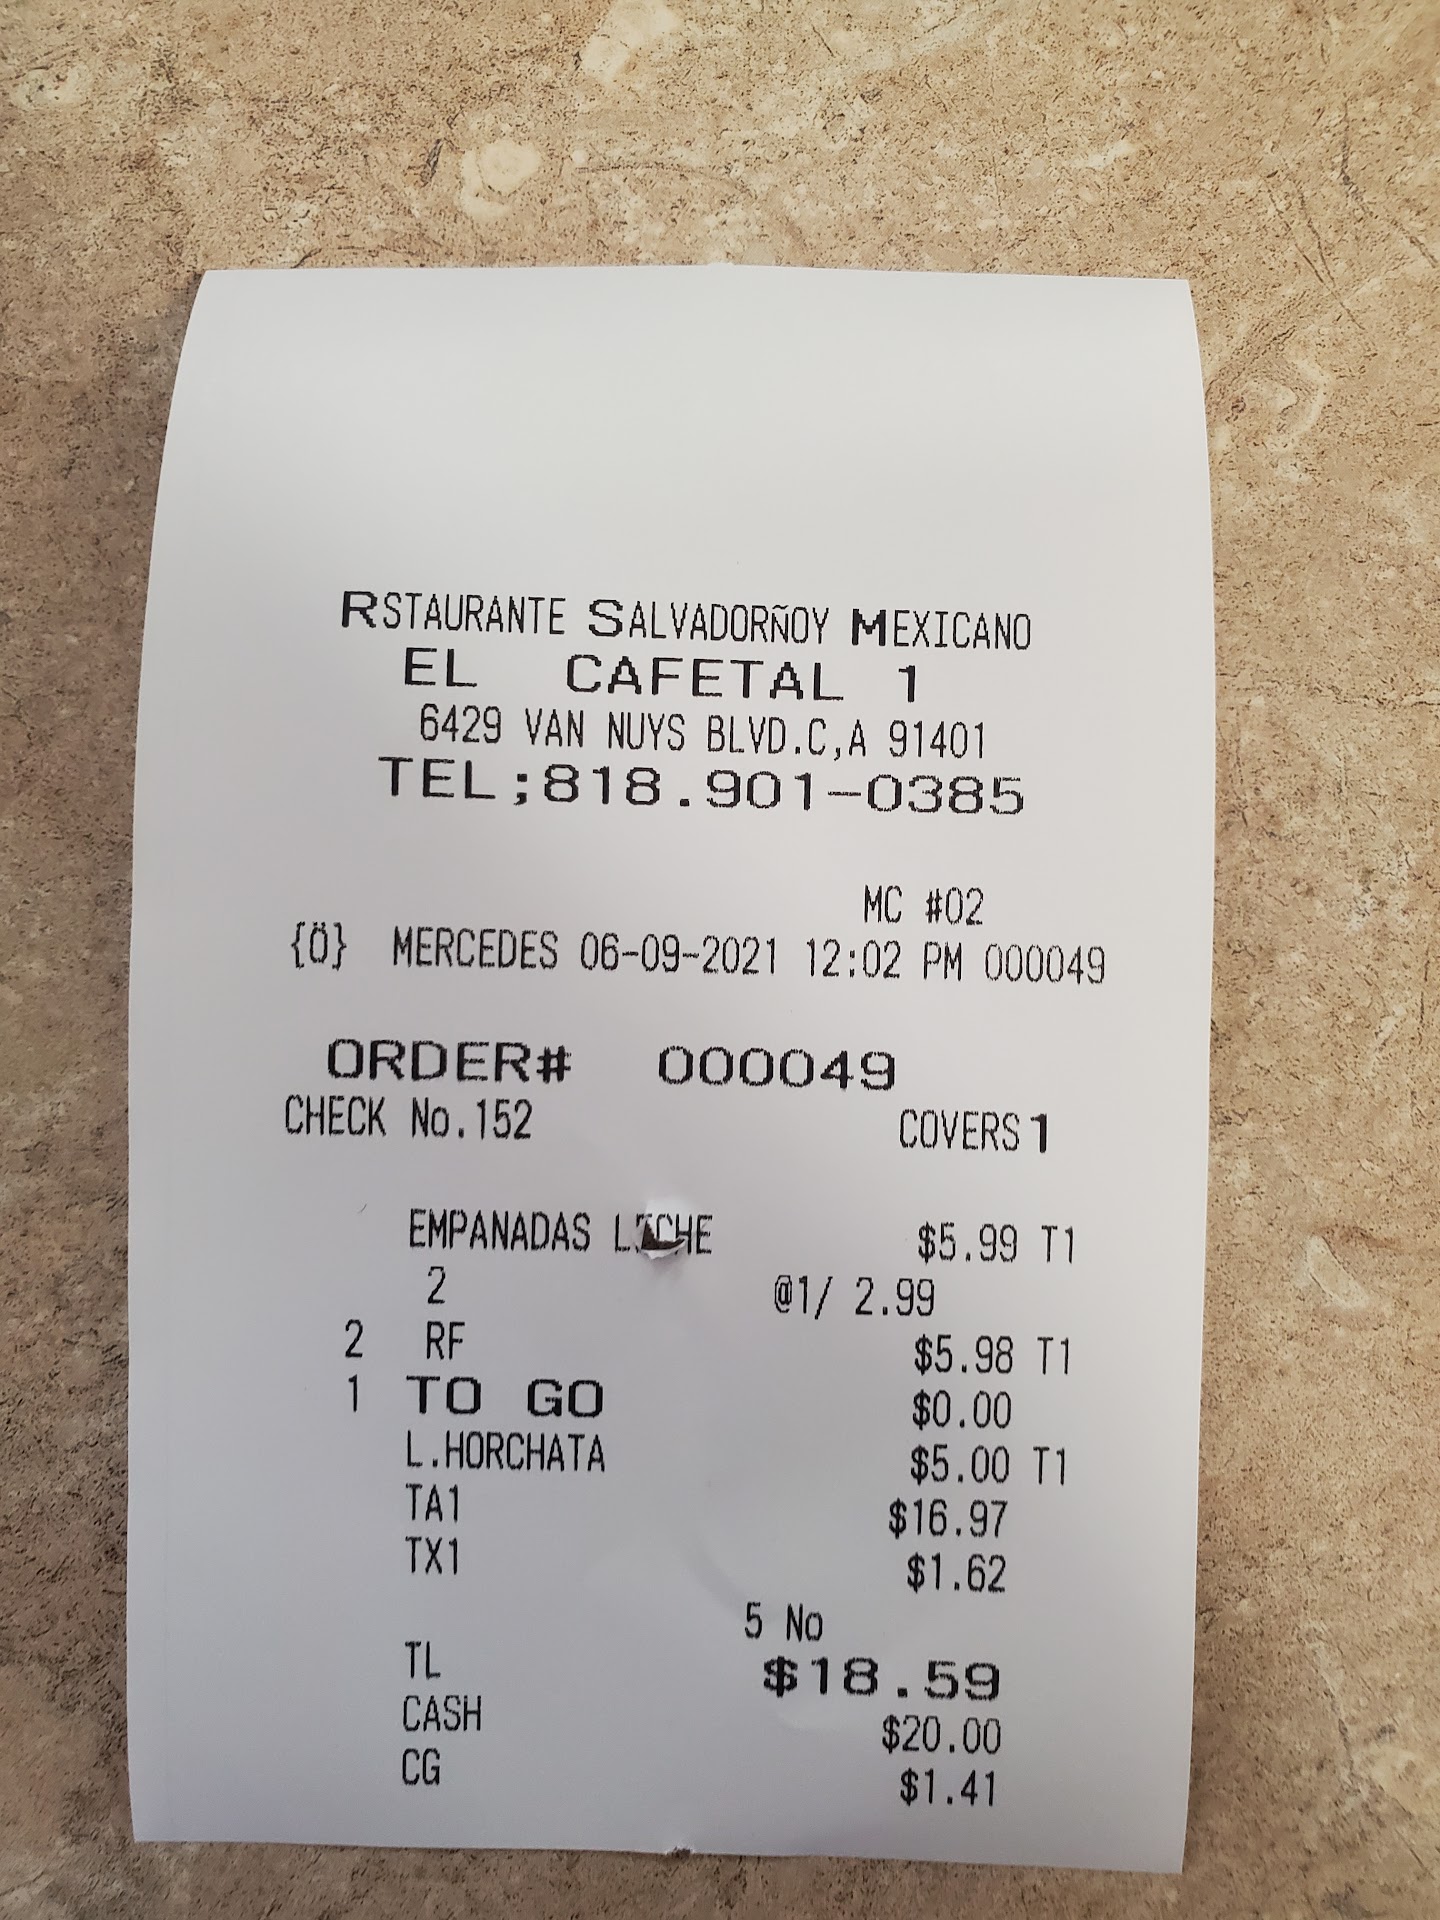 RSTAURANTE SALVADORÑOY MEXICANO
EL CAFETAL 1
6429 VAN NUYS BLVD.C,A 91401
TEL;818.901-0385
MC #02
{Ö} MERCEDES 06-09-2021 12:02 PM 000049
ORDER# 000049
CHECK No.152 COVERS 1
EMPANADAS LECHE $5.99 T1
2 @1/ 2.99
2 RF $5.98 T1
1 TO GO $0.00
L.HORCHATA $5.00 T1
TA1 $16.97
TX1 $1.62
5 No
TL $18.59
CASH $20.00
CG $1.41